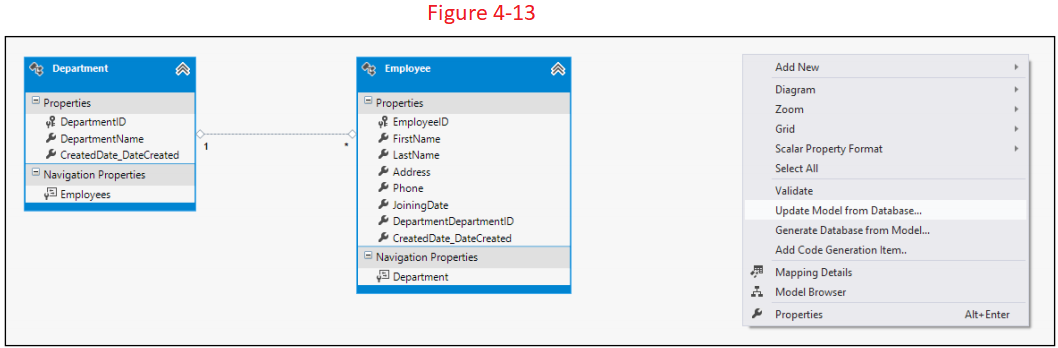 Figure 4-13
Department
Properties
DepartmentID
DepartmentName
CreatedDate_DateCreated
Navigation Properties
Employees
1
*
Employee
Properties
EmployeeID
FirstName
LastName
Address
Phone
JoiningDate
DepartmentDepartmentID
CreatedDate_DateCreated
Navigation Properties
Department
Add New
Diagram
Zoom
Grid
Scalar Property Format
Select All
Validate
Update Model from Database...
Generate Database from Model...
Add Code Generation Item..
Mapping Details
Model Browser
Properties Alt+Enter